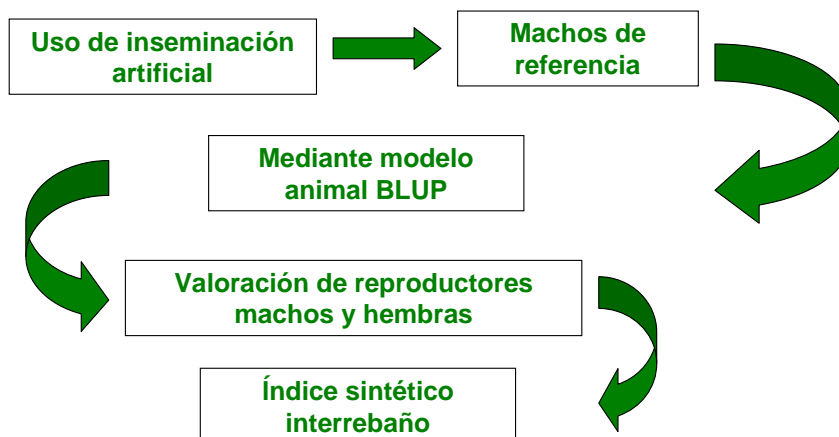 Uso de inseminación
artificial
Machos de
referencia
Mediante modelo
animal BLUP
Valoración de reproductores
machos y hembras
Índice sintético
interrebaño